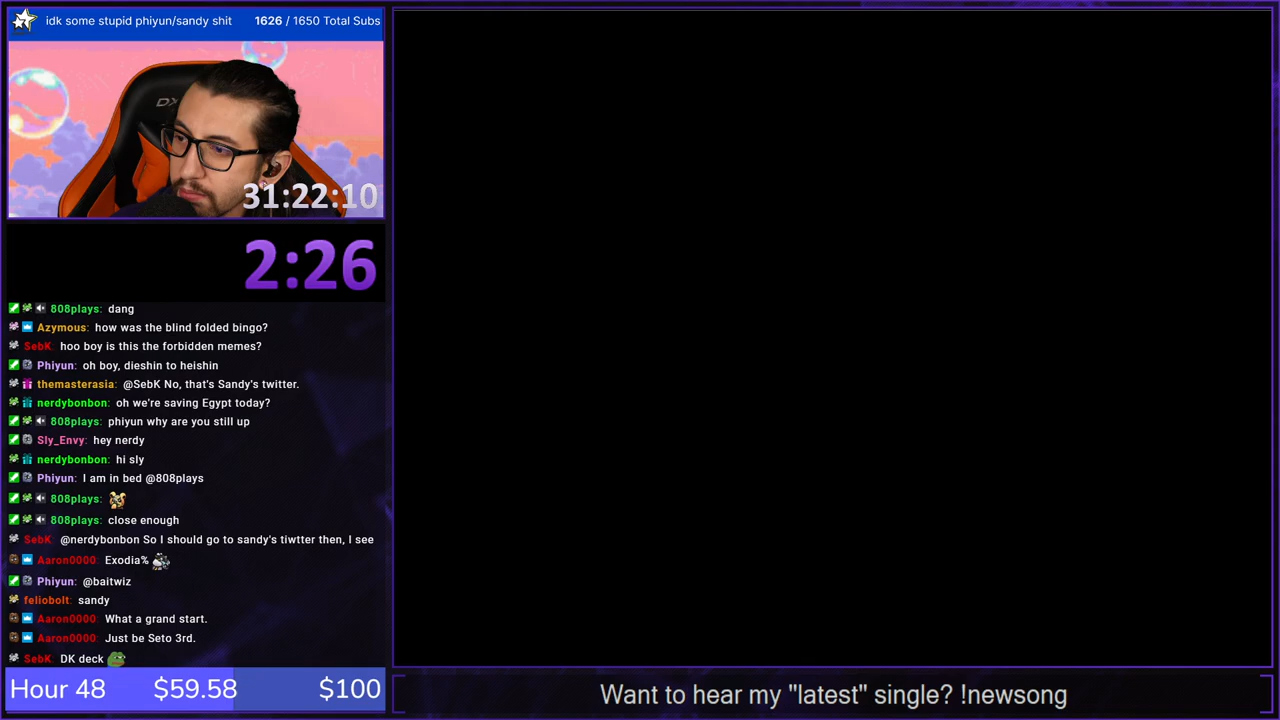 idk some stupid phiyun/sandy shit 1626 / 1650 Total Subs
DX
31:22:10
2:26
808plays: dang
Azymous: how was the blind folded bingo?
SebK: hoo boy is this the forbidden memes?
Phiyun: oh boy, dieshin to heishin
themasterasia: @SebK No, that's Sandy's twitter.
nerdybonbon: oh we're saving Egypt today?
808plays: phiyun why are you still up
Sly_Envy: hey nerdy
nerdybonbon: hi sly
Phiyun: I am in bed @808plays
808plays:
808plays: close enough
SebK: @nerdybonbon So I should go to sandy's tiwtter then, I see
Aaron0000: Exodia%
Phiyun: @baitwiz
feliobolt: sandy
Aaron0000: What a grand start.
Aaron0000: Just be Seto 3rd.
SebK: DK deck
Hour 48 $59.58 $100
Want to hear my "latest" single? !newsong